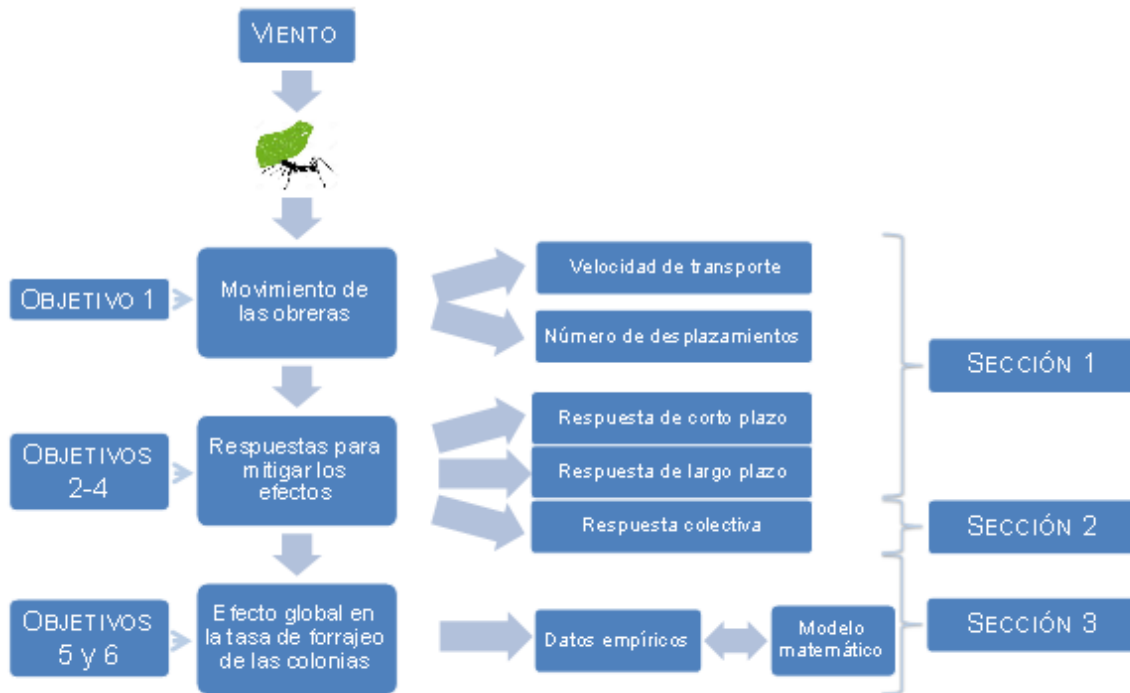 VIENTO
OBJETIVO 1
Movimiento de
las obreras
Velocidad de transporte
Número de desplazamientos
SECCIÓN 1
OBJETIVOS
2-4
Respuestas para
mitigar los
efectos
Respuesta de corto plazo
Respuesta de largo plazo
Respuesta colectiva
SECCIÓN 2
OBJETIVOS
5 y 6
Efecto global en
la tasa de forrajeo
de las colonias
Datos empíricos
Modelo
matemático
SECCIÓN 3